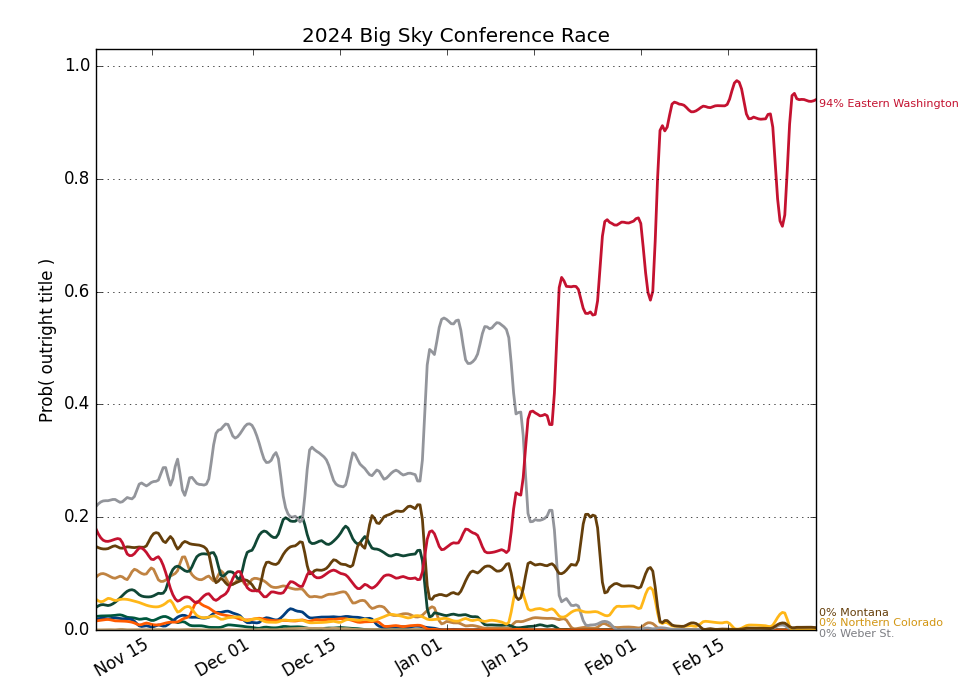 2024 Big Sky Conference Race
Prob( outright title )
1.0
0.8
0.6
0.4
0.2
0.0
Nov 15
Dec 01
Dec 15
Jan 01
Jan 15
Feb 01
Feb 15
94% Eastern Washington
0% Montana
0% Northern Colorado
0% Weber St.